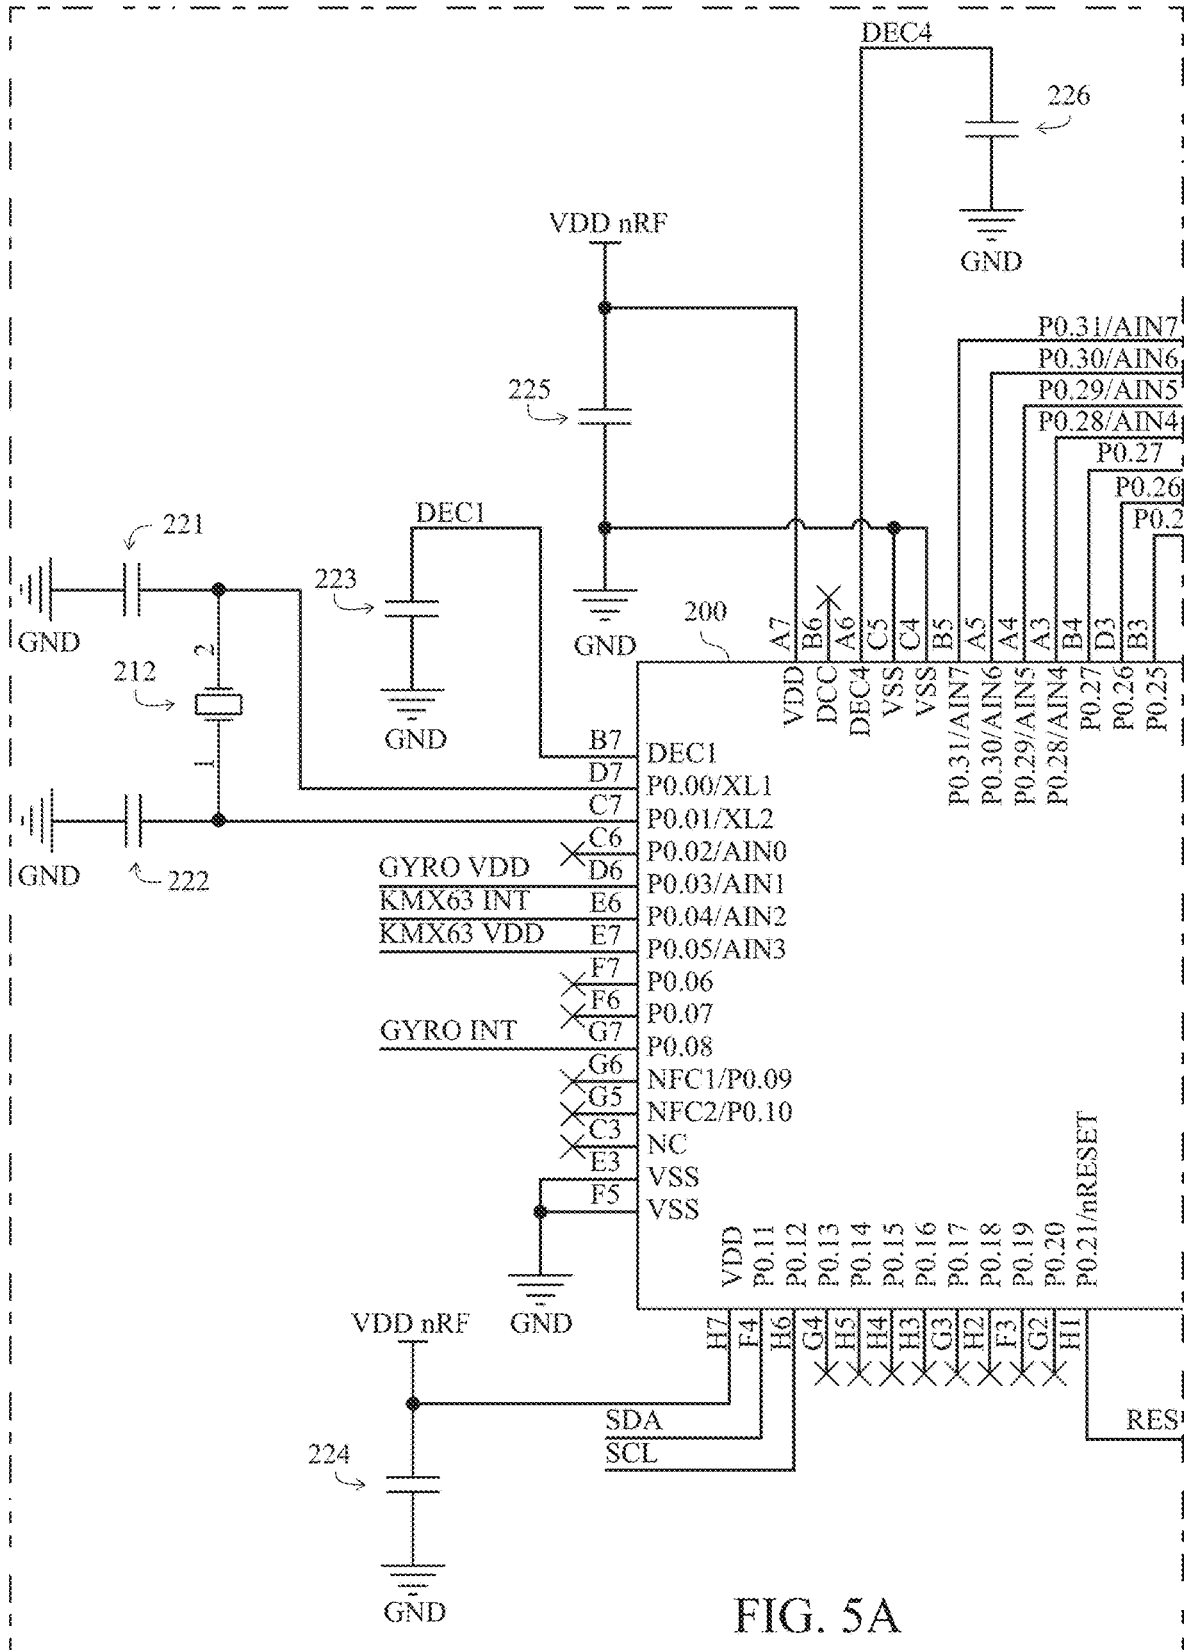 DEC4
226
GND
VDD nRF
P0.31/AIN7
P0.30/AIN6
P0.29/AIN5
P0.28/AIN4
P0.27
P0.26
P0.2
225
DEC1
221
223
GND
GND
200
A7
B6
A6
C5
C4
B5
A5
A4
A3
B4
D3
B3
2
212
1
GND
VDD
DCC
DEC4
VSS
VSS
P0.31/AIN7
P0.30/AIN6
P0.29/AIN5
P0.28/AIN4
P0.27
P0.26
P0.25
B7 DEC1
D7 P0.00/XL1
C7 P0.01/XL2
GND
222
C6 P0.02/AIN0
GYRO VDD D6 P0.03/AIN1
KMX63 INT E6 P0.04/AIN2
KMX63 VDD E7 P0.05/AIN3
F7 P0.06
F6 P0.07
GYRO INT G7 P0.08
G6 NFC1/P0.09
G5 NFC2/P0.10
C3 NC
E3 VSS
F5 VSS
VDD
P0.11
P0.12
P0.13
P0.14
P0.15
P0.16
P0.17
P0.18
P0.19
P0.20
P0.21/nRESET
GND
VDD nRF
H7
F4
H6
G4
H5
H4
H3
G3
H2
F3
G2
H1
SDA
RES
SCL
224
GND
FIG. 5A